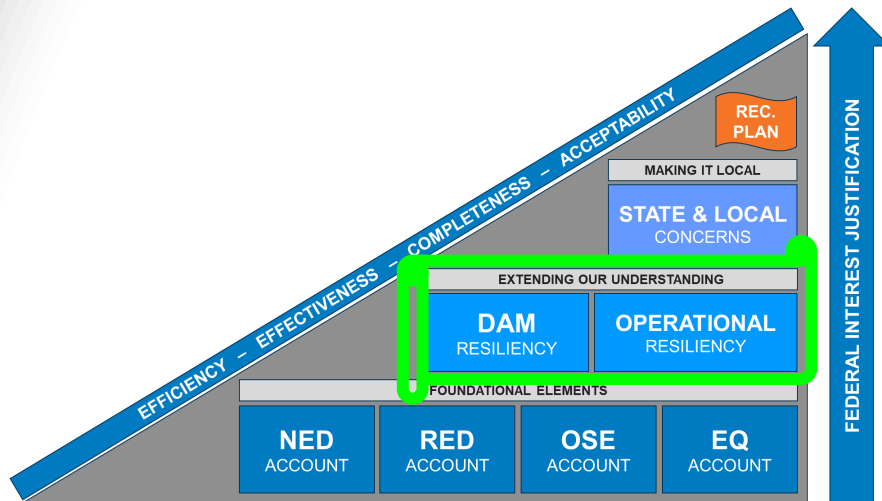 REC.
PLAN
MAKING IT LOCAL
STATE & LOCAL
CONCERNS
EXTENDING OUR UNDERSTANDING
DAM
RESILIENCY
OPERATIONAL
RESILIENCY
FOUNDATIONAL ELEMENTS
NED
ACCOUNT
RED
ACCOUNT
OSE
ACCOUNT
EQ
ACCOUNT
EFFICIENCY – EFFECTIVENESS – COMPLETENESS – ACCEPTABILITY
FEDERAL INTEREST JUSTIFICATION